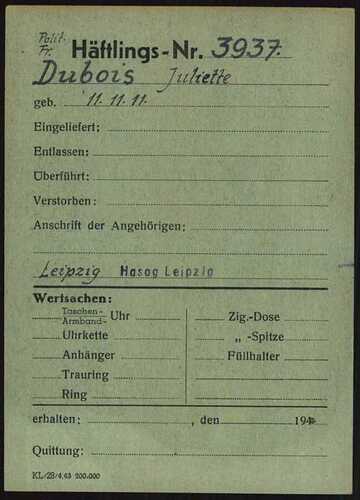 Polit.
Fr. Häftlings-Nr. 3937.
Dubois Juliette
geb. 11. 11. 11.
Eingeliefert:
Entlassen:
Überführt:
Verstorben:
Anschrift der Angehörigen:
Leipzig Hasag Leipzig
Wertsachen:
Taschen-
Armband- Uhr Zig.-Dose
Uhrkette „ -Spitze
Anhänger Füllhalter
Trauring
Ring
erhalten: , den 194
Quittung:
KL/28/4.43 200.000